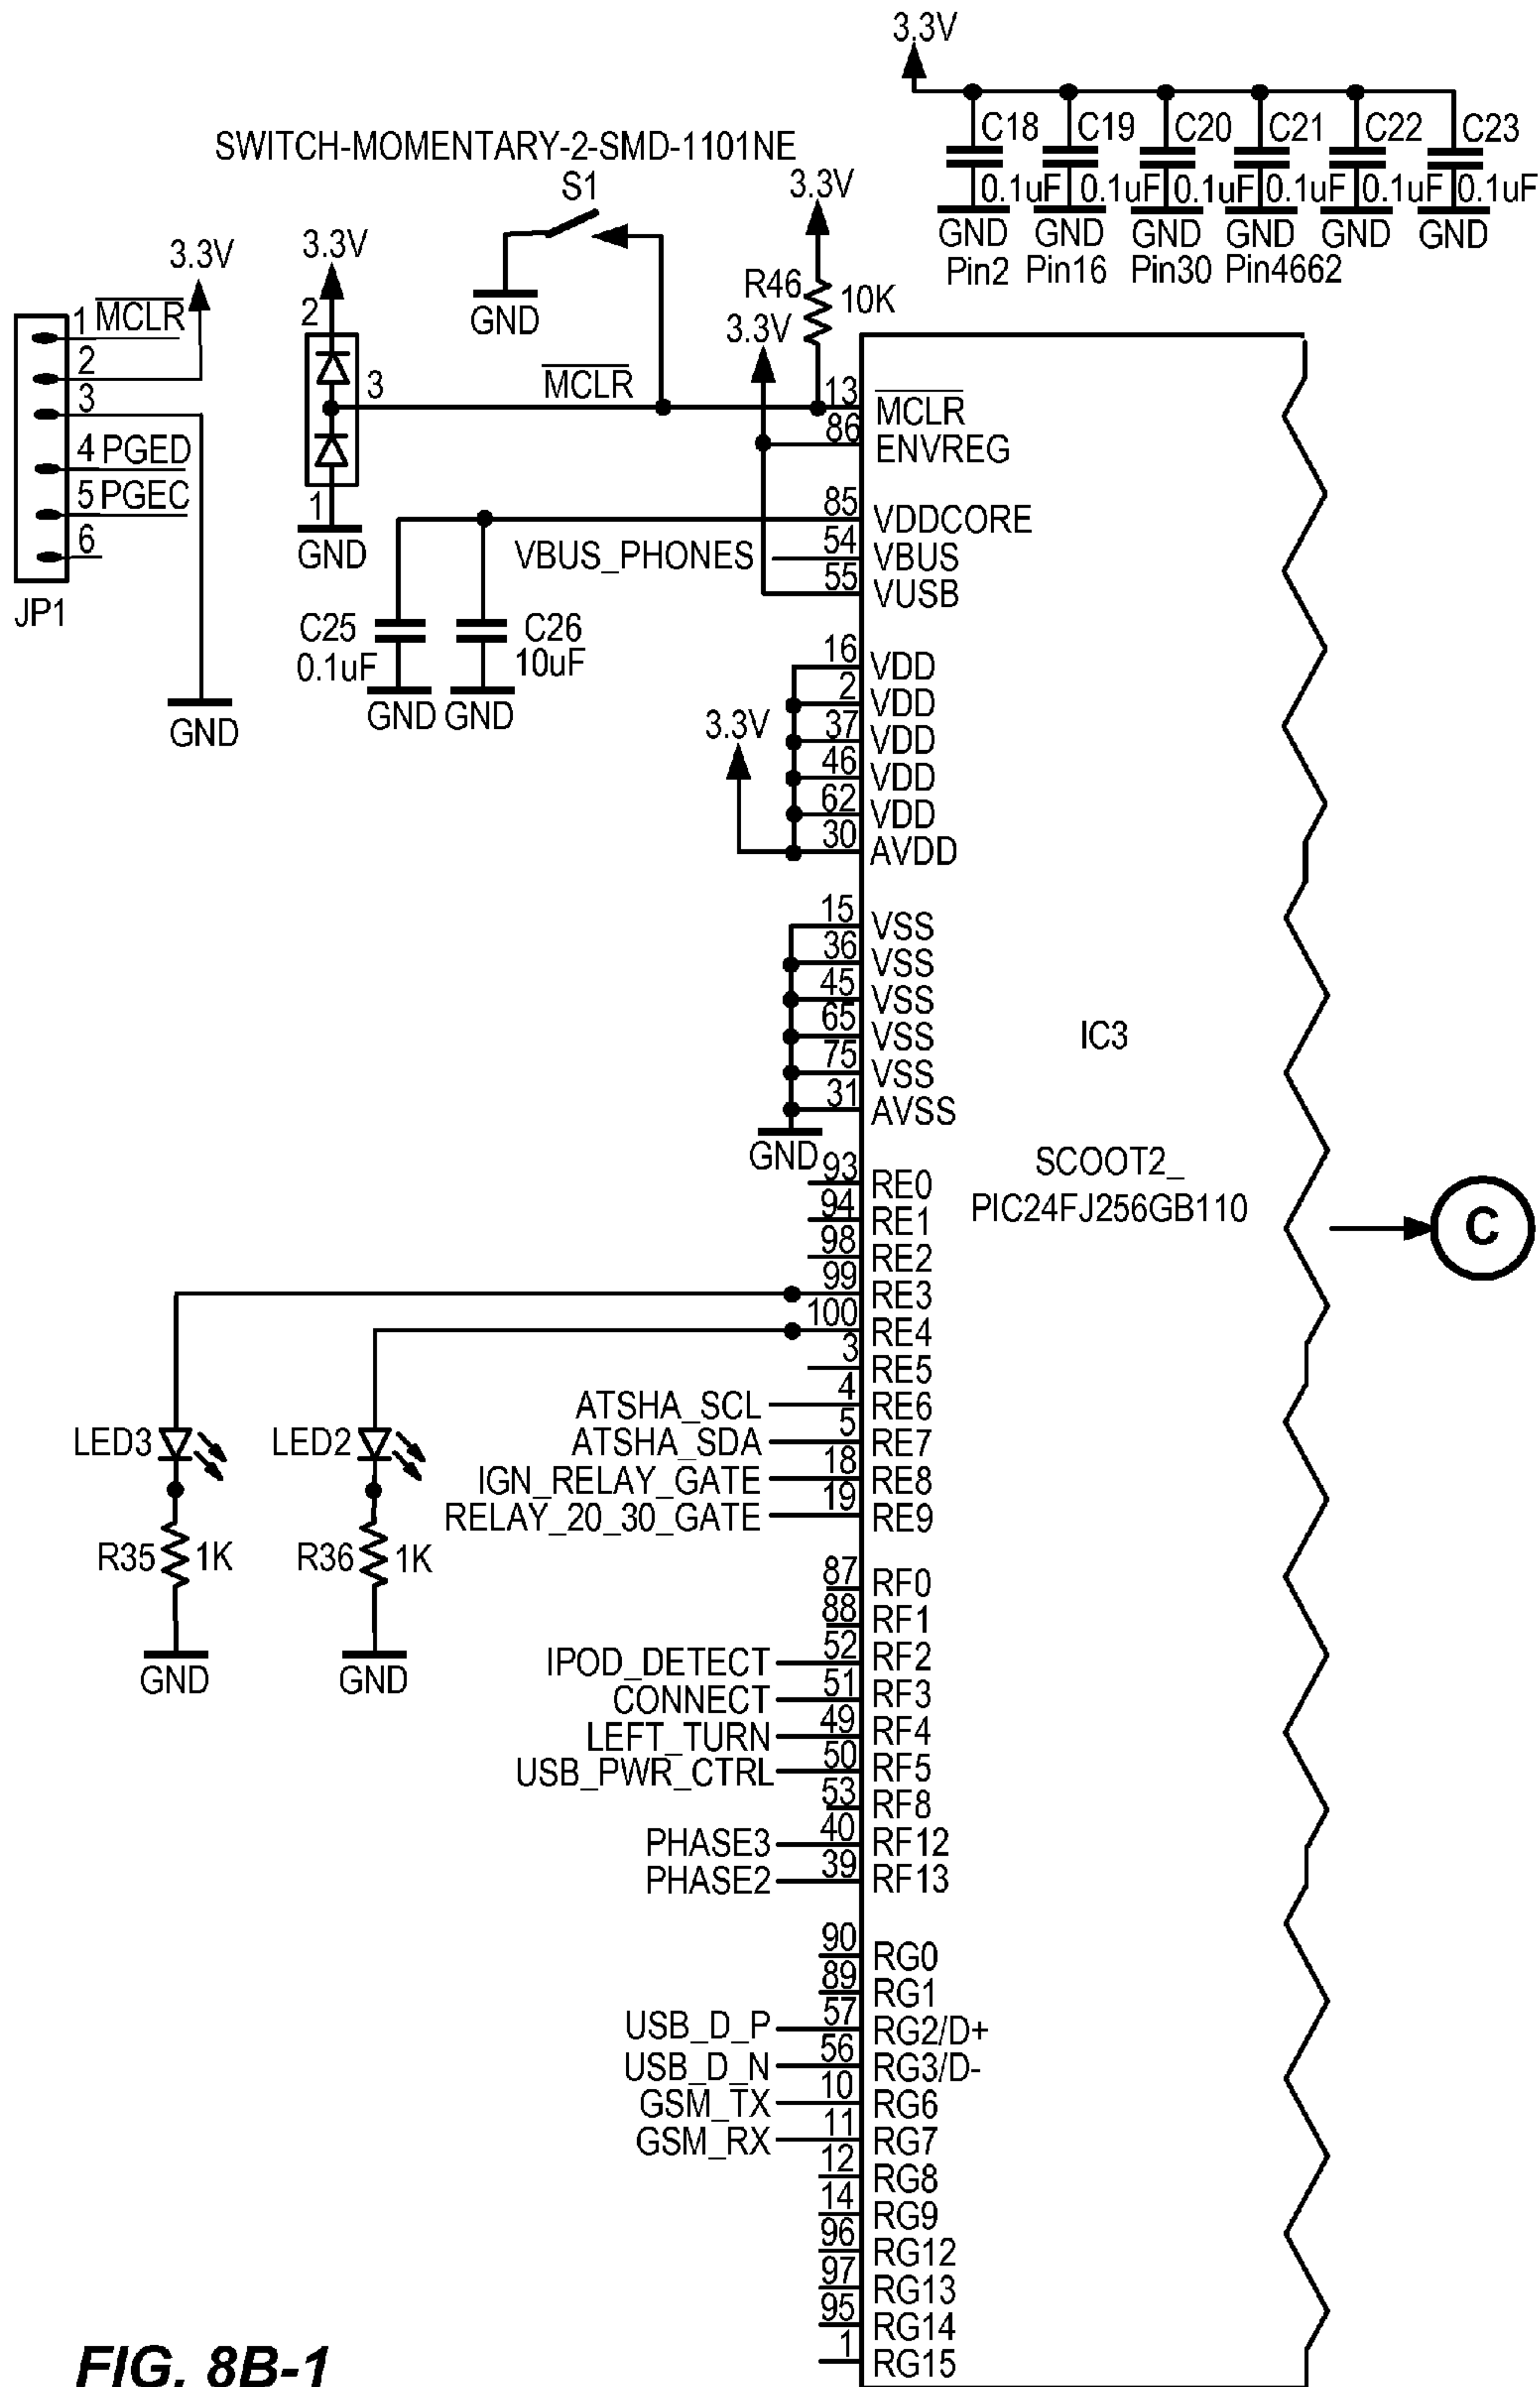 3.3V
C18
C19
C20
C21
C22
C23
0.1uF
0.1uF
0.1uF
0.1uF
0.1uF
0.1uF
GND
GND
GND
GND
GND
GND
Pin2
Pin16
Pin30
Pin4662
SWITCH-MOMENTARY-2-SMD-1101NE
S1
GND
3.3V
R46
10K
3.3V
3.3V
1
MCLR
2
3
4
PGED
5
PGEC
6
JP1
GND
3.3V
2
3
MCLR
1
GND
C25
0.1uF
C26
10uF
GND
GND
VBUS_PHONES
13 MCLR
86 ENVREG
85 VDDCORE
54 VBUS
55 VUSB
16 VDD
2 VDD
37 VDD
46 VDD
62 VDD
30 AVDD
3.3V
15 VSS
36 VSS
45 VSS
65 VSS
75 VSS
31 AVSS
GND
IC3
SCOOT2_
PIC24FJ256GB110
C
93 RE0
94 RE1
98 RE2
99 RE3
100 RE4
3 RE5
ATSHA_SCL 4 RE6
ATSHA_SDA 5 RE7
IGN_RELAY_GATE 18 RE8
RELAY_20_30_GATE 19 RE9
LED3
LED2
R35
1K
R36
1K
GND
GND
87 RF0
88 RF1
IPOD_DETECT 52 RF2
CONNECT 51 RF3
LEFT_TURN 49 RF4
USB_PWR_CTRL 50 RF5
53 RF8
PHASE3 40 RF12
PHASE2 39 RF13
90 RG0
89 RG1
USB_D_P 57 RG2/D+
USB_D_N 56 RG3/D-
GSM_TX 10 RG6
GSM_RX 11 RG7
12 RG8
14 RG9
96 RG12
97 RG13
95 RG14
1 RG15
FIG. 8B-1